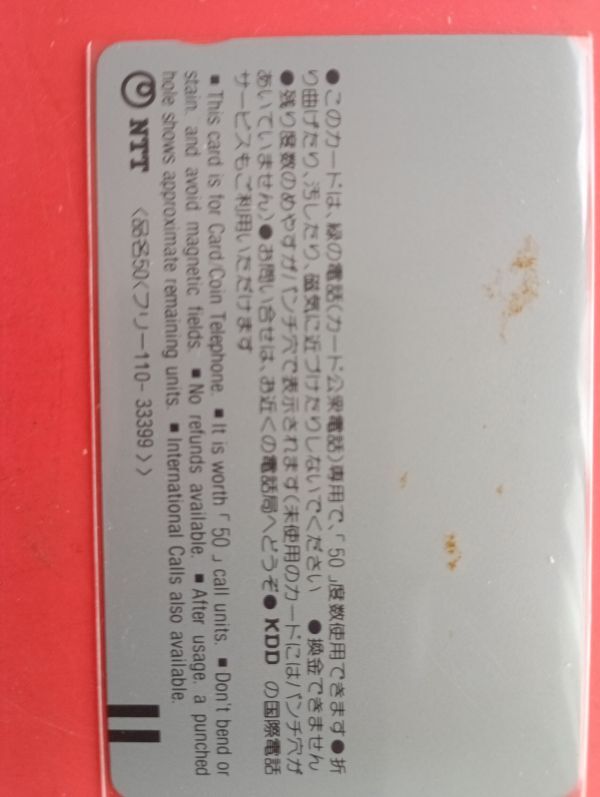 ●このカードは、緑の電話(カード公衆電話)専用で、「50」度数使用できます●折
り曲げたり、汚したり、磁気に近づけたりしないでください ●換金できません
●残り度数のめやすがパンチ穴で表示されます(未使用のカードにはパンチ穴が
あいていません)●お問い合せは、お近くの電話局へどうぞ● KDD の国際電話
サービスもご利用いただけます
■ This card is for Card/Coin Telephone. ■ It is worth「50」call units. ■ Don't bend or
stain, and avoid magnetic fields. ■ No refunds available. ■ After usage, a punched
hole shows approximate remaining units. ■ International Calls also available.
NTT 〈品名50〈フリー110-33399〉〉